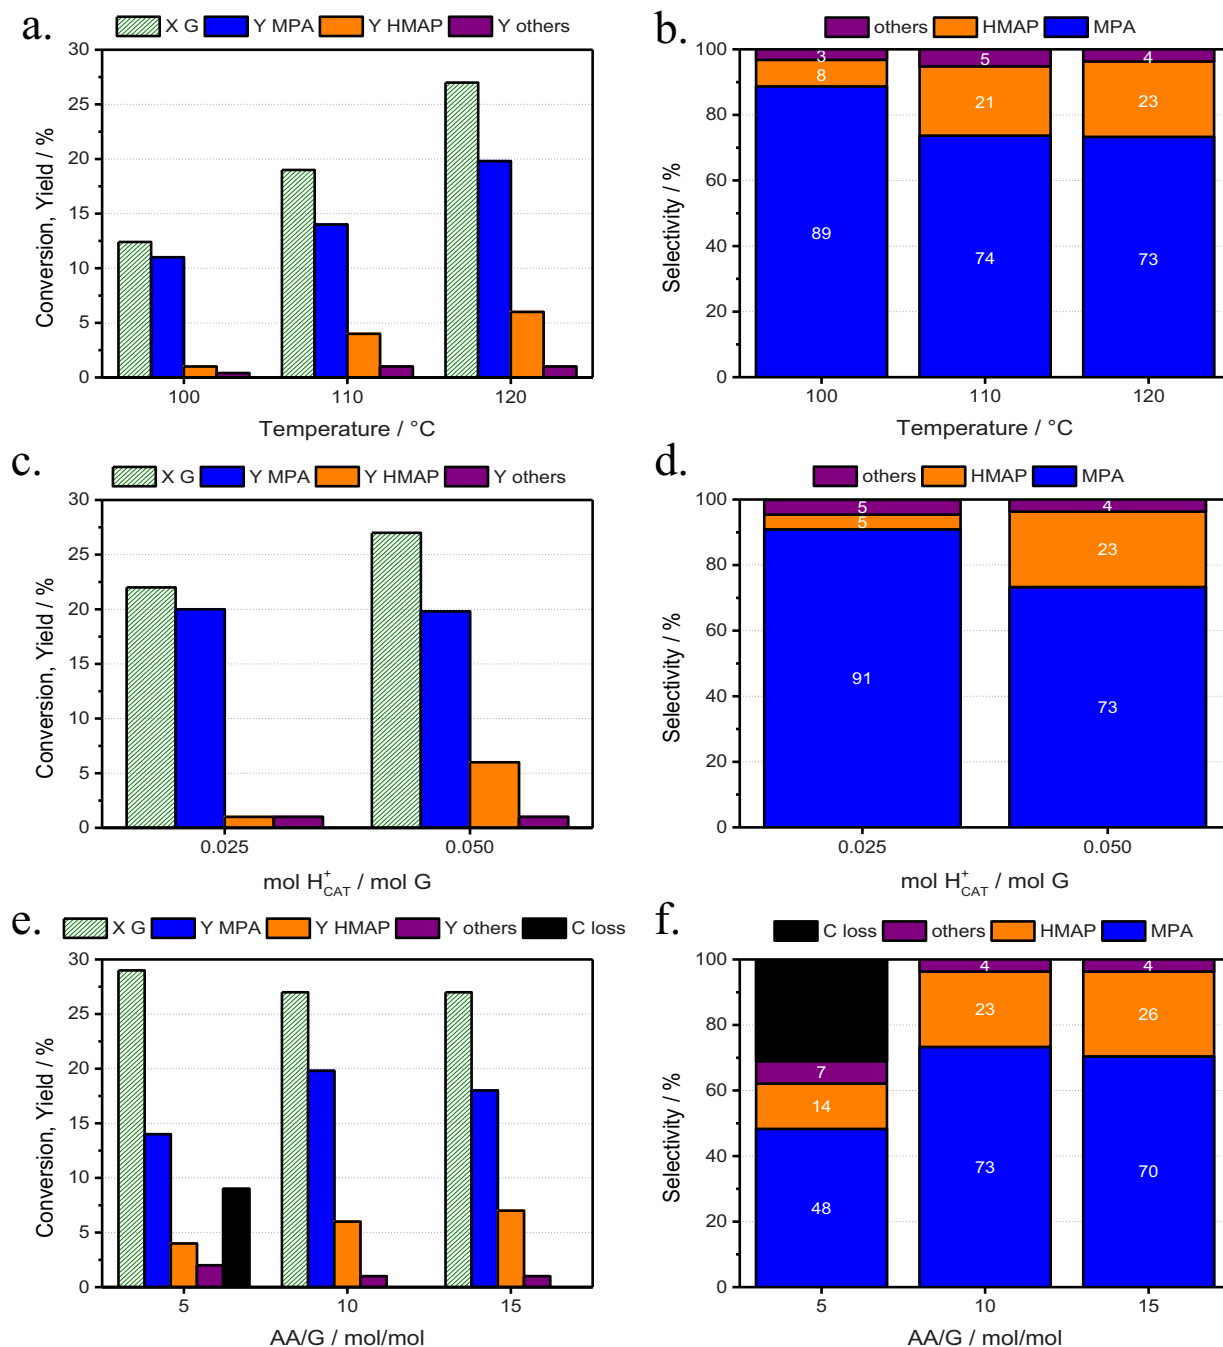 a.
X G Y MPA Y HMAP Y others
30
25
20
15
10
5
0
Conversion, Yield / %
100 110 120
Temperature / °C
b.
others HMAP MPA
100
80
60
40
20
0
Selectivity / %
3 5 4
8 21 23
89 74 73
100 110 120
Temperature / °C
c.
X G Y MPA Y HMAP Y others
30
25
20
15
10
5
0
Conversion, Yield / %
0.025 0.050
mol H⁺CAT / mol G
d.
others HMAP MPA
100
80
60
40
20
0
Selectivity / %
5 4
5 23
91 73
0.025 0.050
mol H⁺CAT / mol G
e.
X G Y MPA Y HMAP Y others C loss
30
25
20
15
10
5
0
Conversion, Yield / %
5 10 15
AA/G / mol/mol
f.
C loss others HMAP MPA
100
80
60
40
20
0
Selectivity / %
7 4 4
14 23 26
48 73 70
5 10 15
AA/G / mol/mol